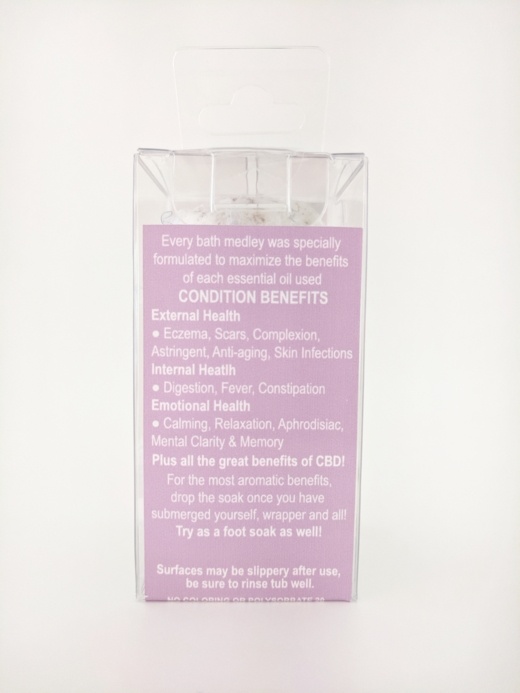 Every bath medley was specially
formulated to maximize the benefits
of each essential oil used
CONDITION BENEFITS
External Health
● Eczema, Scars, Complexion,
Astringent, Anti-aging, Skin Infections
Internal Heatlh
● Digestion, Fever, Constipation
Emotional Health
● Calming, Relaxation, Aphrodisiac,
Mental Clarity & Memory
Plus all the great benefits of CBD!
For the most aromatic benefits,
drop the soak once you have
submerged yourself, wrapper and all!
Try as a foot soak as well!
Surfaces may be slippery after use,
be sure to rinse tub well.
NO COLORING OR POLYSORBATE